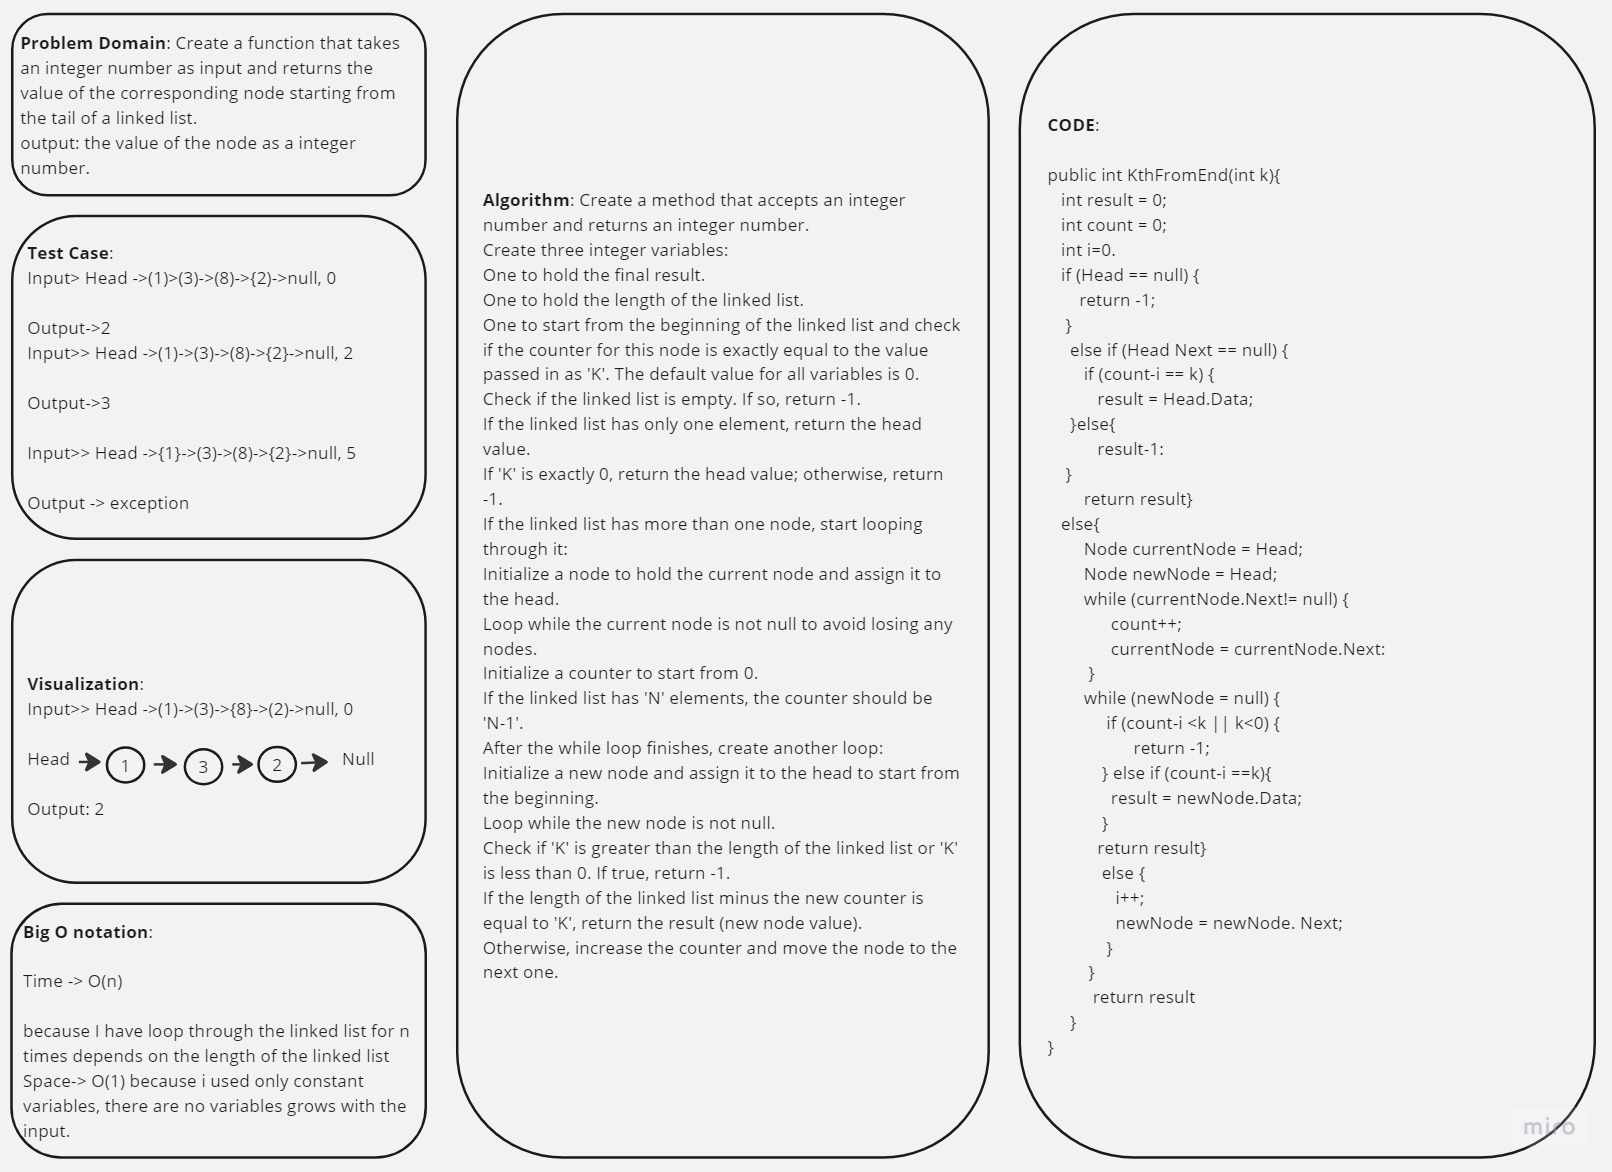 Problem Domain: Create a function that takes
an integer number as input and returns the
value of the corresponding node starting from
the tail of a linked list.
output: the value of the node as a integer
number.
Test Case:
Input> Head ->(1)>(3)->(8)->{2)->null, 0
Output->2
Input>> Head ->(1)->(3)->(8)->{2}->null, 2
Output->3
Input>> Head ->{1}->(3)->(8)->{2}->null, 5
Output -> exception
Visualization:
Input>> Head ->(1)->(3)->{8}->(2)->null, 0
Head 1 3 2 Null
Output: 2
Big O notation:
Time -> O(n)
because I have loop through the linked list for n
times depends on the length of the linked list
Space-> O(1) because i used only constant
variables, there are no variables grows with the
input.
Algorithm: Create a method that accepts an integer
number and returns an integer number.
Create three integer variables:
One to hold the final result.
One to hold the length of the linked list.
One to start from the beginning of the linked list and check
if the counter for this node is exactly equal to the value
passed in as 'K'. The default value for all variables is 0.
Check if the linked list is empty. If so, return -1.
If the linked list has only one element, return the head
value.
If 'K' is exactly 0, return the head value; otherwise, return
-1.
If the linked list has more than one node, start looping
through it:
Initialize a node to hold the current node and assign it to
the head.
Loop while the current node is not null to avoid losing any
nodes.
Initialize a counter to start from 0.
If the linked list has 'N' elements, the counter should be
'N-1'.
After the while loop finishes, create another loop:
Initialize a new node and assign it to the head to start from
the beginning.
Loop while the new node is not null.
Check if 'K' is greater than the length of the linked list or 'K'
is less than 0. If true, return -1.
If the length of the linked list minus the new counter is
equal to 'K', return the result (new node value).
Otherwise, increase the counter and move the node to the
next one.
CODE:
public int KthFromEnd(int k){
int result = 0;
int count = 0;
int i=0.
if (Head == null) {
return -1;
}
else if (Head Next == null) {
if (count-i == k) {
result = Head.Data;
}else{
result-1:
}
return result}
else{
Node currentNode = Head;
Node newNode = Head;
while (currentNode.Next!= null) {
count++;
currentNode = currentNode.Next:
}
while (newNode = null) {
if (count-i <k || k<0) {
return -1;
} else if (count-i ==k){
result = newNode.Data;
}
return result}
else {
i++;
newNode = newNode. Next;
}
}
return result
}
}
miro